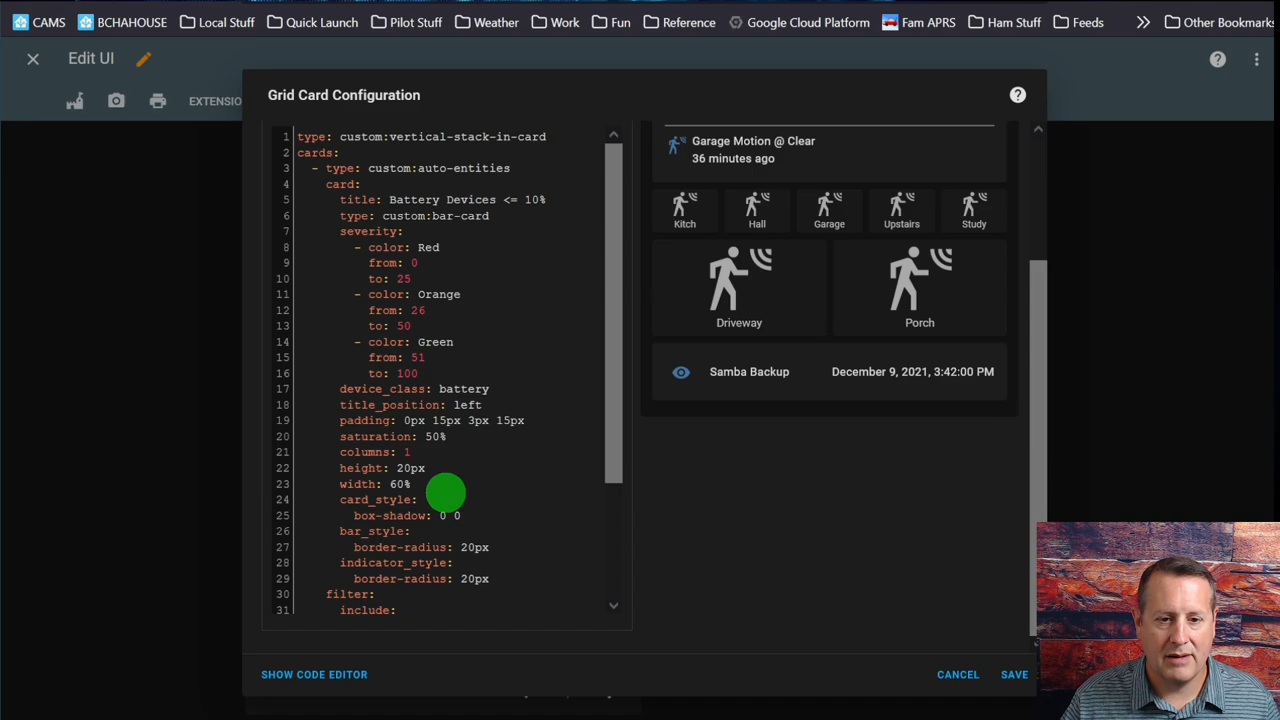 CAMS BCHAHOUSE Local Stuff Quick Launch Pilot Stuff Weather Work Fun Reference Google Cloud Platform Fam APRS Ham Stuff Feeds Other Bookmarks
Edit UI
EXTENSIO
Grid Card Configuration
1 type: custom:vertical-stack-in-card
2 cards:
3 - type: custom:auto-entities
4 card:
5 title: Battery Devices <= 10%
6 type: custom:bar-card
7 severity:
8 - color: Red
9 from: 0
10 to: 25
11 - color: Orange
12 from: 26
13 to: 50
14 - color: Green
15 from: 51
16 to: 100
17 device_class: battery
18 title_position: left
19 padding: 0px 15px 3px 15px
20 saturation: 50%
21 columns: 1
22 height: 20px
23 width: 60%
24 card_style:
25 box-shadow: 0 0
26 bar_style:
27 border-radius: 20px
28 indicator_style:
29 border-radius: 20px
30 filter:
31 include:
Garage Motion @ Clear
36 minutes ago
Kitch Hall Garage Upstairs Study
Driveway Porch
Samba Backup December 9, 2021, 3:42:00 PM
SHOW CODE EDITOR CANCEL SAVE